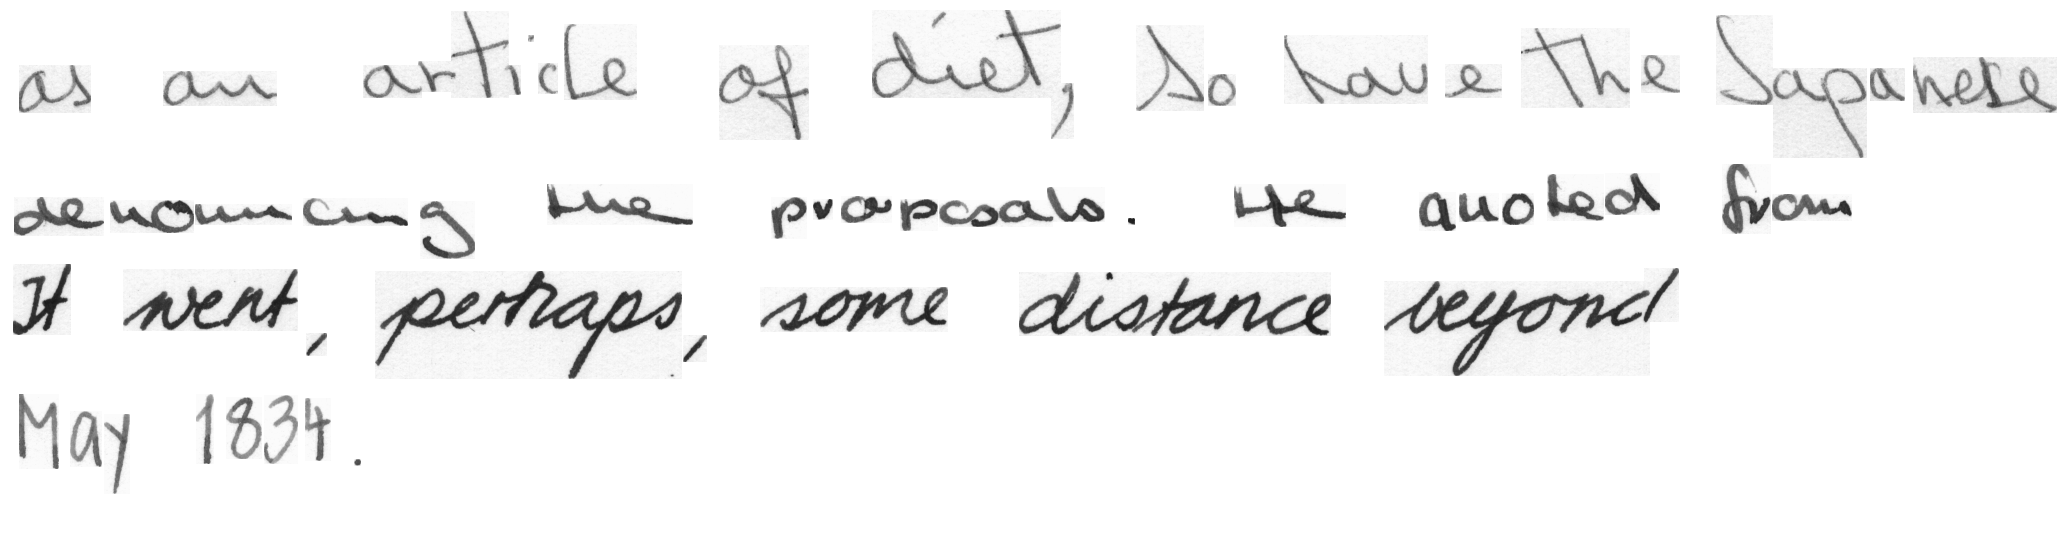 as an article of diet, so have the Japanese
denouncing the proposals. He quoted from
It went, perhaps, some distance beyond
May 1834.